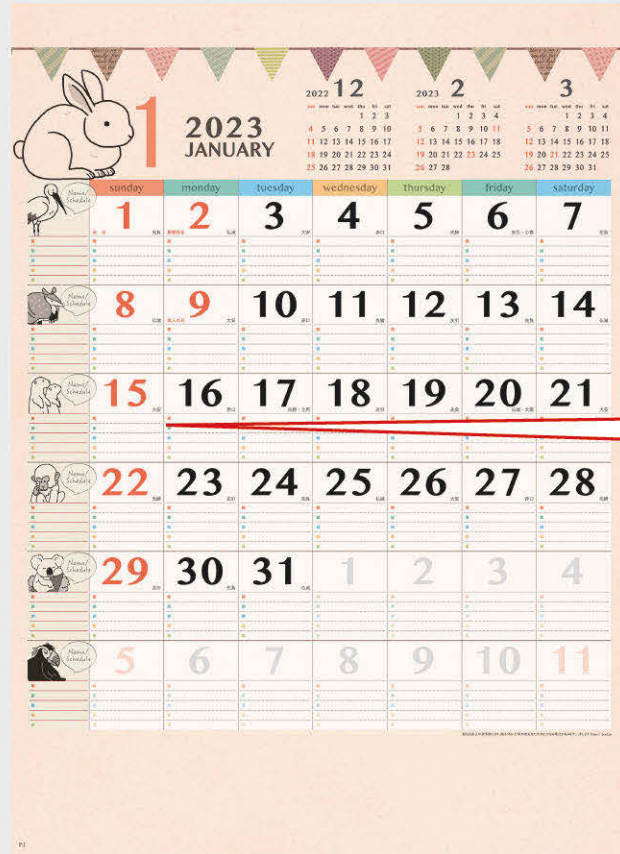 2022 12
sun mon tue wed thu fri sat
1 2 3
4 5 6 7 8 9 10
11 12 13 14 15 16 17
18 19 20 21 22 23 24
25 26 27 28 29 30 31
2023 2
sun mon tue wed thu fri sat
1 2 3 4
5 6 7 8 9 10 11
12 13 14 15 16 17 18
19 20 21 22 23 24 25
26 27 28
3
sun mon tue wed thu fri sat
1 2 3 4
5 6 7 8 9 10 11
12 13 14 15 16 17 18
19 20 21 22 23 24 25
26 27 28 29 30 31
1
2023
JANUARY
Name/
Schedule
sunday monday tuesday wednesday thursday friday saturday
1 2 3 4 5 6 7
Name/
Schedule
8 9 10 11 12 13 14
成人の日
Name/
Schedule
15 16 17 18 19 20 21
Name/
Schedule
22 23 24 25 26 27 28
Name/
Schedule
29 30 31 1 2 3 4
Name/
Schedule
5 6 7 8 9 10 11